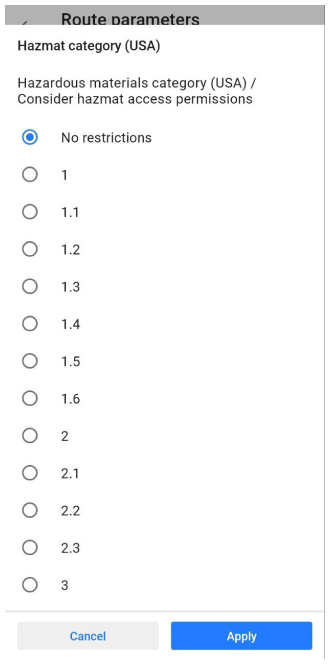 Route parameters
Hazmat category (USA)
Hazardous materials category (USA) /
Consider hazmat access permissions
No restrictions
1
1.1
1.2
1.3
1.4
1.5
1.6
2
2.1
2.2
2.3
3
Cancel
Apply